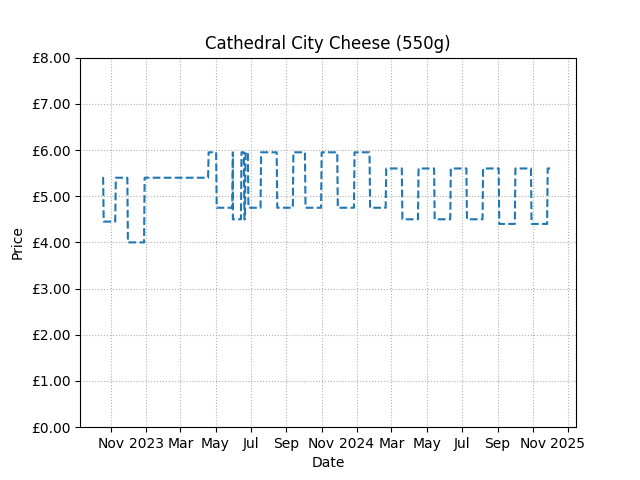 Cathedral City Cheese (550g)
£8.00
£7.00
£6.00
£5.00
£4.00
£3.00
£2.00
£1.00
£0.00
Price
Nov 2023 Mar May Jul Sep Nov 2024 Mar May Jul Sep Nov 2025
Date